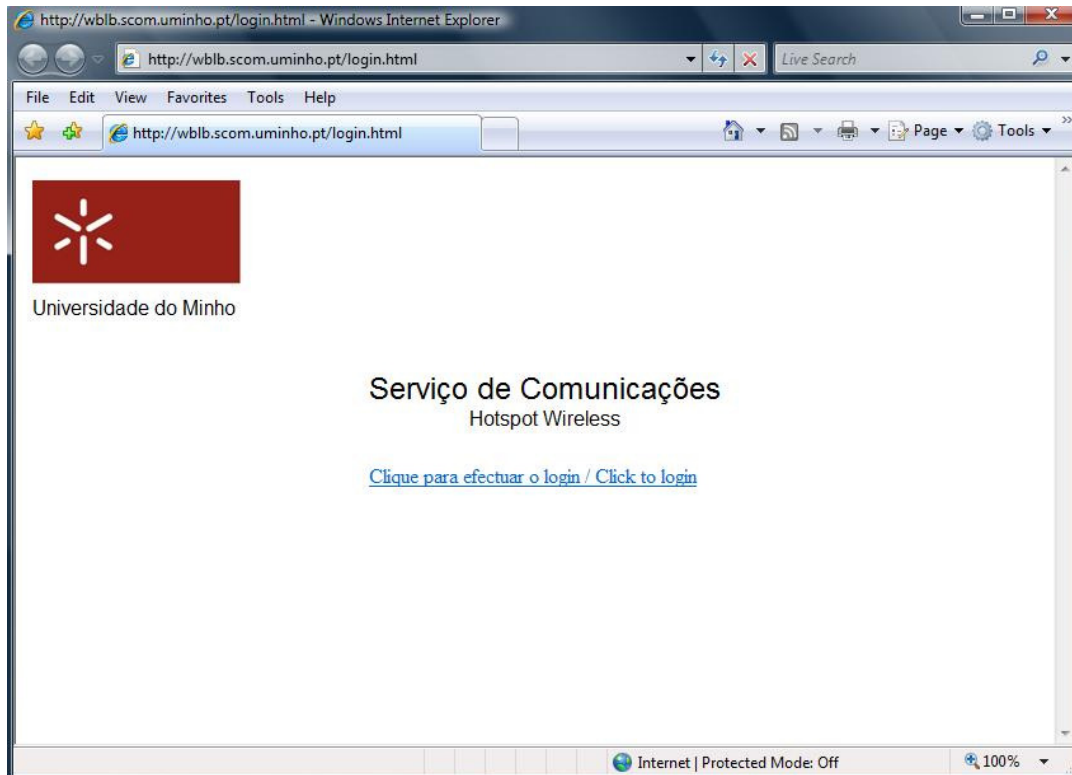 http://wblb.scom.uminho.pt/login.html - Windows Internet Explorer
http://wblb.scom.uminho.pt/login.html
Live Search
File Edit View Favorites Tools Help
http://wblb.scom.uminho.pt/login.html
Page Tools
Universidade do Minho
Serviço de Comunicações
Hotspot Wireless
Clique para efectuar o login / Click to login
Internet | Protected Mode: Off
100%